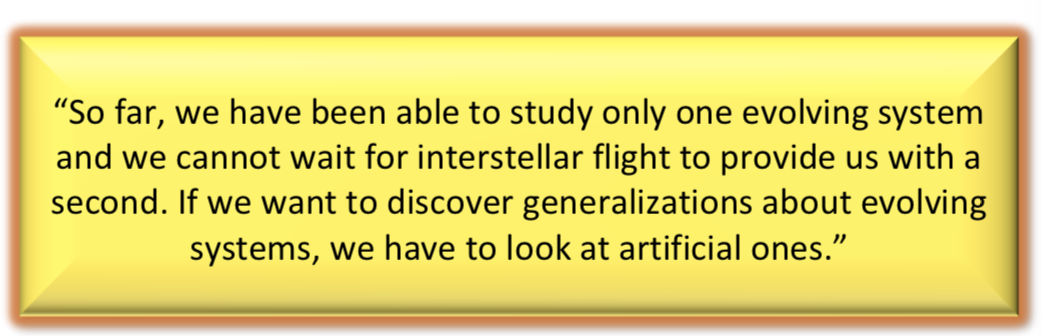 “So far, we have been able to study only one evolving system
and we cannot wait for interstellar flight to provide us with a
second. If we want to discover generalizations about evolving
systems, we have to look at artificial ones.”